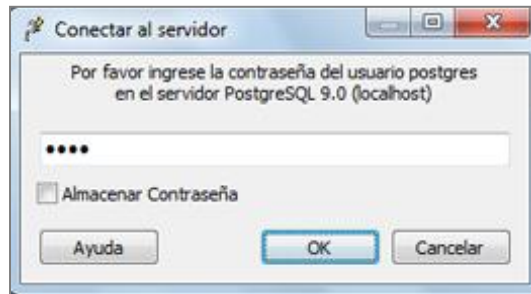 Conectar al servidor
Por favor ingrese la contraseña del usuario postgres
en el servidor PostgreSQL 9.0 (localhost)
••••
Almacenar Contraseña
Ayuda OK Cancelar